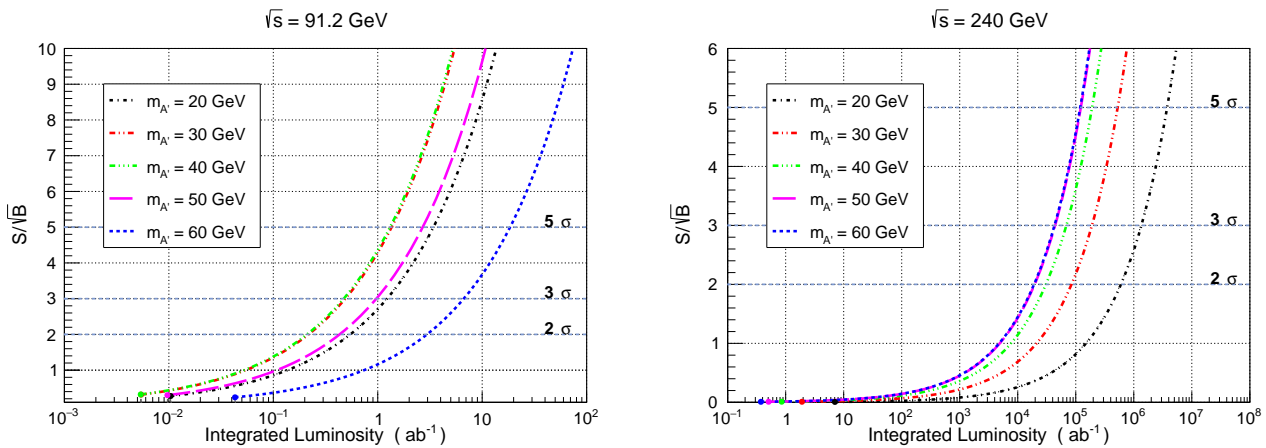 √s = 91.2 GeV
S/√B
10
9
8
7
6
5
4
3
2
1
m_A' = 20 GeV
m_A' = 30 GeV
m_A' = 40 GeV
m_A' = 50 GeV
m_A' = 60 GeV
5 σ
3 σ
2 σ
10⁻³ 10⁻² 10⁻¹ 1 10 10²
Integrated Luminosity ( ab⁻¹)
√s = 240 GeV
S/√B
6
5
4
3
2
1
0
m_A' = 20 GeV
m_A' = 30 GeV
m_A' = 40 GeV
m_A' = 50 GeV
m_A' = 60 GeV
5 σ
3 σ
2 σ
10⁻¹ 1 10 10² 10³ 10⁴ 10⁵ 10⁶ 10⁷ 10⁸
Integrated Luminosity ( ab⁻¹)